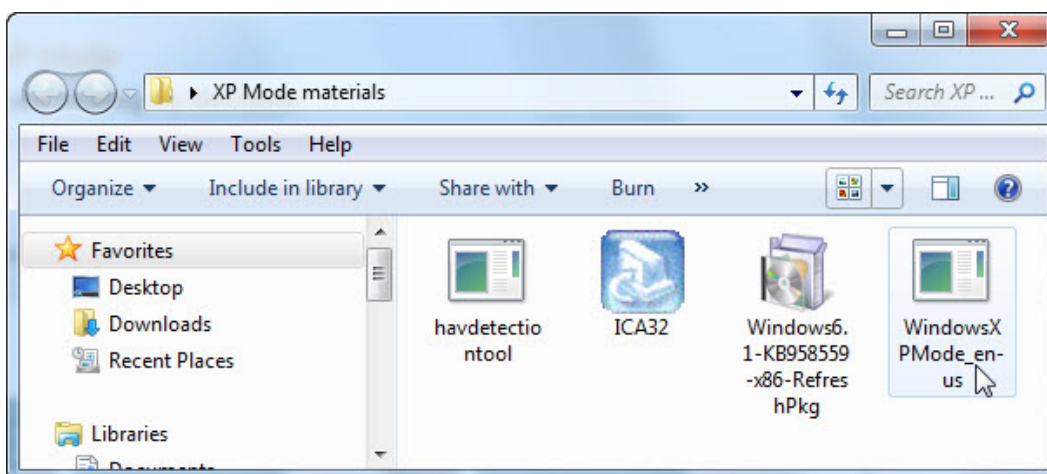 XP Mode materials
Search XP ...
File Edit View Tools Help
Organize Include in library Share with Burn »
Favorites
Desktop
Downloads
Recent Places
Libraries
Documents
havdetectio
ntool
ICA32
Windows6.
1-KB958559
-x86-Refres
hPkg
WindowsX
PMode_en-
us